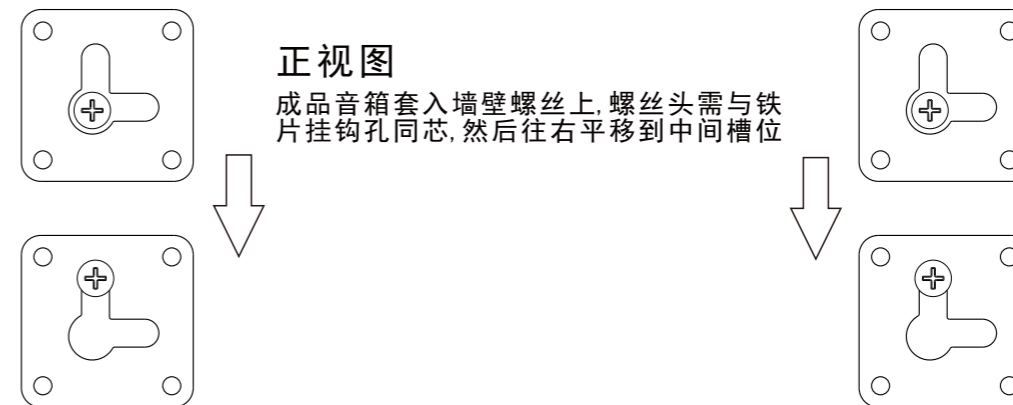 正视图
成品音箱套入墙壁螺丝上,螺丝头需与铁
片挂钩孔同芯,然后往右平移到中间槽位